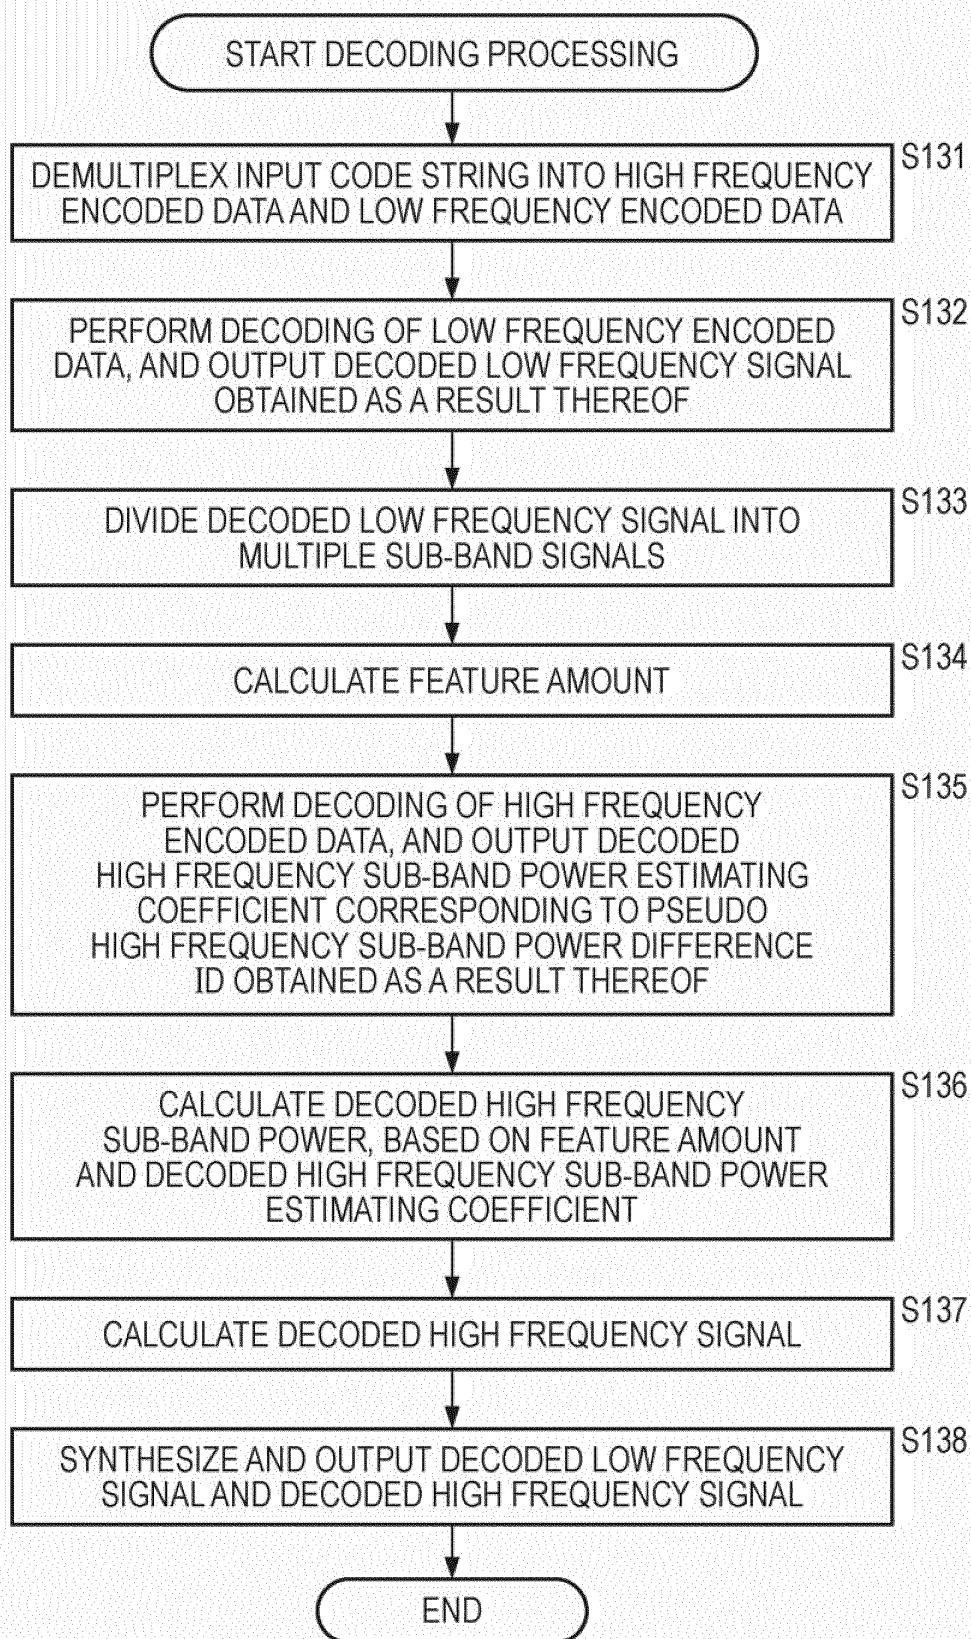 START DECODING PROCESSING
S131
DEMULTIPLEX INPUT CODE STRING INTO HIGH FREQUENCY
ENCODED DATA AND LOW FREQUENCY ENCODED DATA
S132
PERFORM DECODING OF LOW FREQUENCY ENCODED
DATA, AND OUTPUT DECODED LOW FREQUENCY SIGNAL
OBTAINED AS A RESULT THEREOF
S133
DIVIDE DECODED LOW FREQUENCY SIGNAL INTO
MULTIPLE SUB-BAND SIGNALS
S134
CALCULATE FEATURE AMOUNT
S135
PERFORM DECODING OF HIGH FREQUENCY
ENCODED DATA, AND OUTPUT DECODED
HIGH FREQUENCY SUB-BAND POWER ESTIMATING
COEFFICIENT CORRESPONDING TO PSEUDO
HIGH FREQUENCY SUB-BAND POWER DIFFERENCE
ID OBTAINED AS A RESULT THEREOF
S136
CALCULATE DECODED HIGH FREQUENCY
SUB-BAND POWER, BASED ON FEATURE AMOUNT
AND DECODED HIGH FREQUENCY SUB-BAND POWER
ESTIMATING COEFFICIENT
S137
CALCULATE DECODED HIGH FREQUENCY SIGNAL
S138
SYNTHESIZE AND OUTPUT DECODED LOW FREQUENCY
SIGNAL AND DECODED HIGH FREQUENCY SIGNAL
END